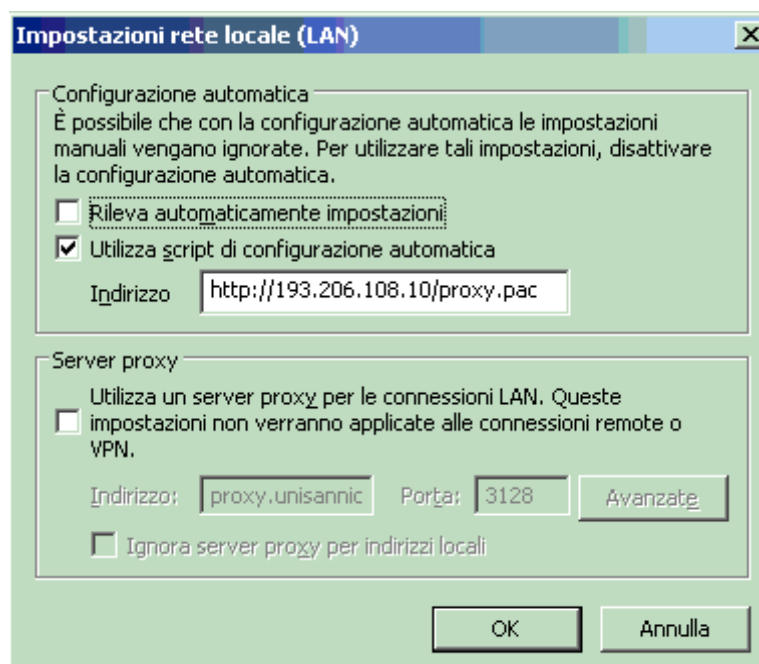 Impostazioni rete locale (LAN)
Configurazione automatica
È possibile che con la configurazione automatica le impostazioni
manuali vengano ignorate. Per utilizzare tali impostazioni, disattivare
la configurazione automatica.
Rileva automaticamente impostazioni
Utilizza script di configurazione automatica
Indirizzo http://193.206.108.10/proxy.pac
Server proxy
Utilizza un server proxy per le connessioni LAN. Queste
impostazioni non verranno applicate alle connessioni remote o
VPN.
Indirizzo: proxy.unisannic Porta: 3128 Avanzate
Ignora server proxy per indirizzi locali
OK Annulla